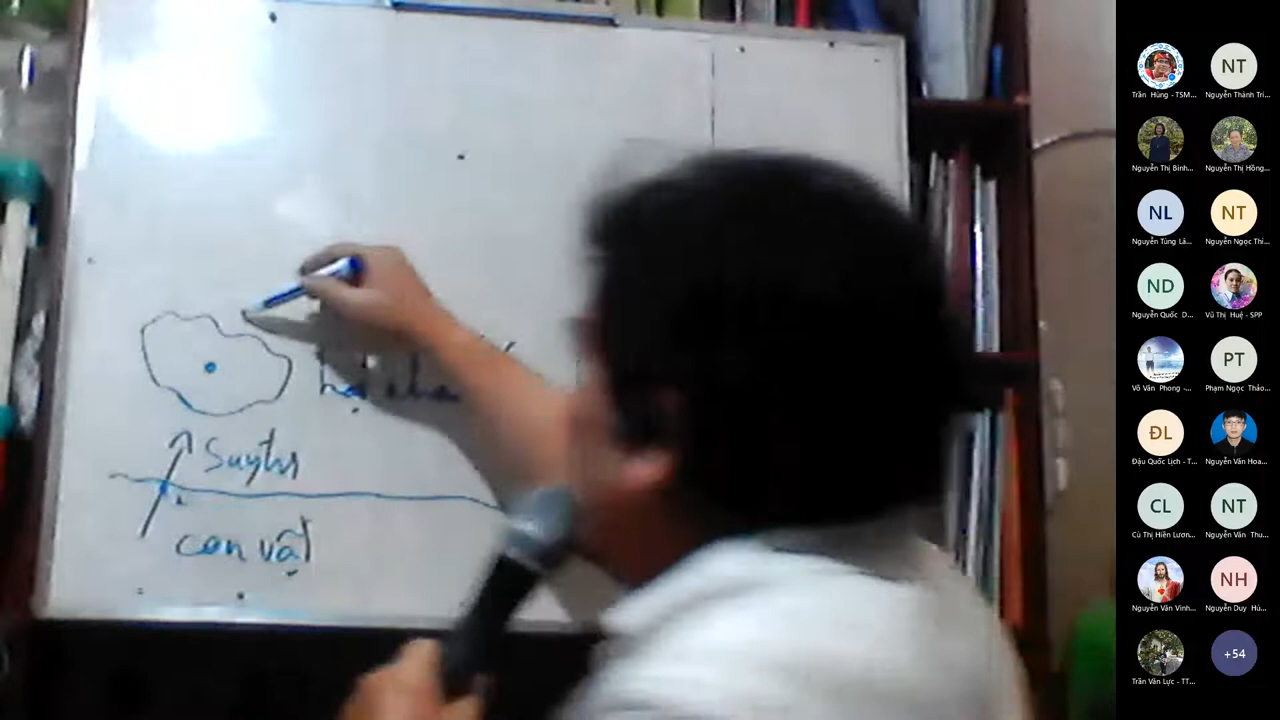 Suy ths
con vật
Trần Hùng - TSM...
NT
Nguyễn Thành Tri...
Nguyễn Thị Bình...
Nguyễn Thị Hồng...
NL
Nguyễn Tùng Lâ...
NT
Nguyễn Ngọc Thi...
ND
Nguyễn Quốc D...
Vũ Thị Huệ - SPP
Võ Văn Phong -...
PT
Phạm Ngọc Thảo...
ĐL
Đậu Quốc Lịch - T...
Nguyễn Văn Hoa...
CL
Cù Thị Hiền Lươn...
NT
Nguyễn Văn Thu...
Nguyễn Văn Vinh...
NH
Nguyễn Duy Hù...
Trần Văn Lực - TT...
+54